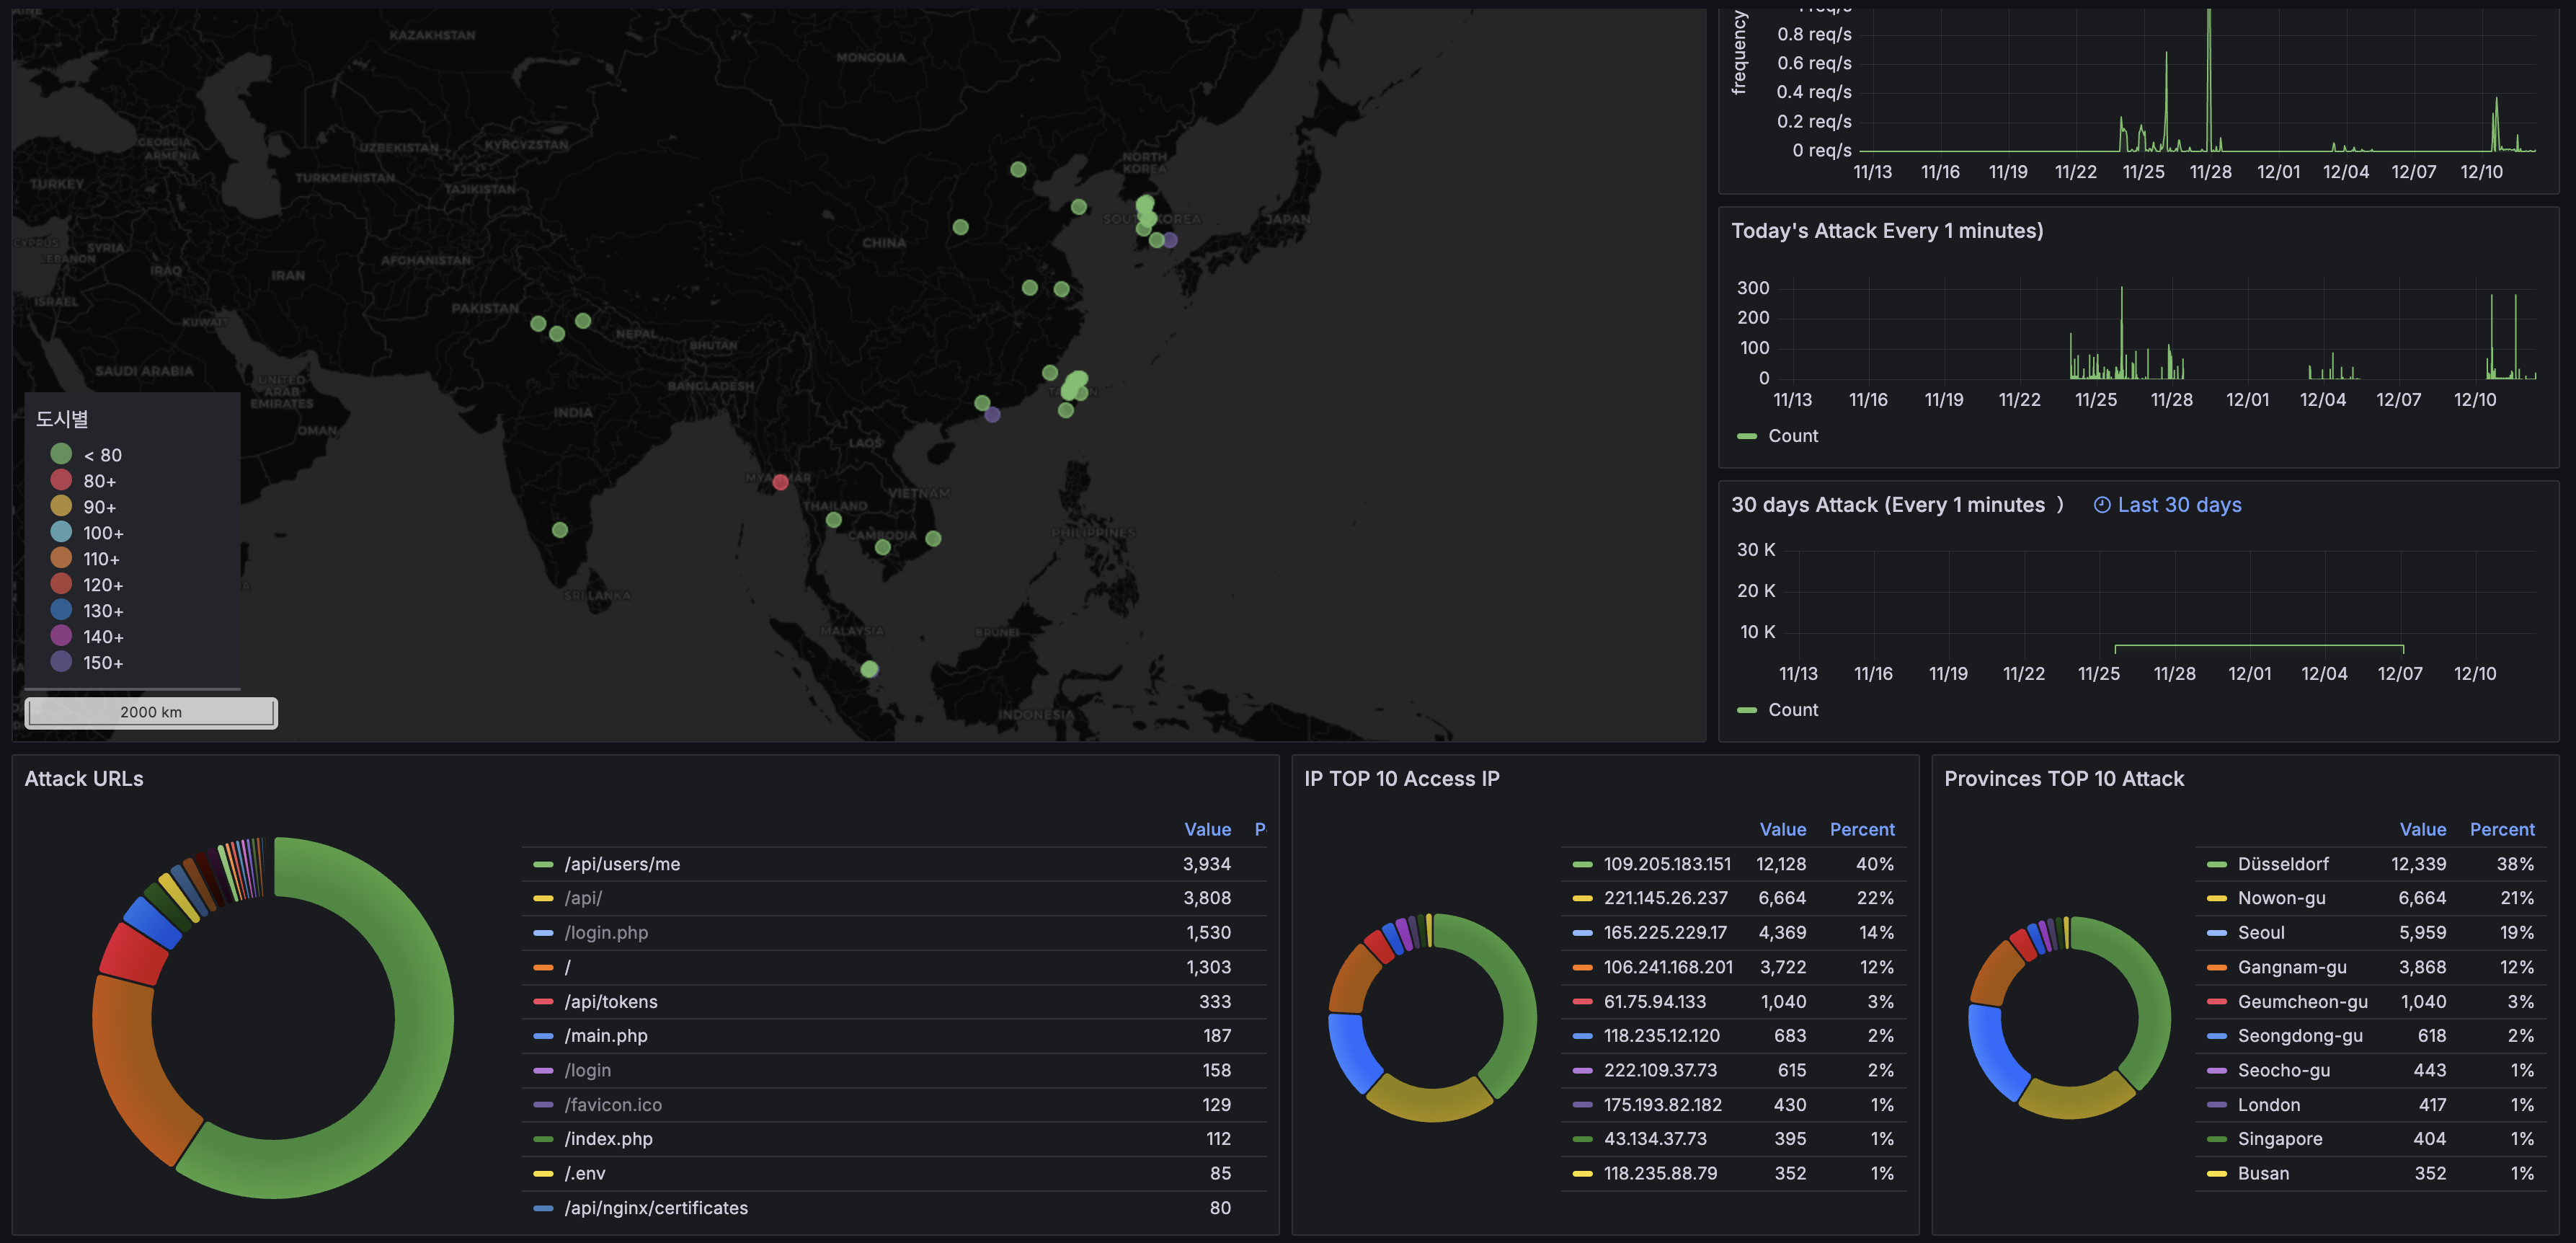 KAZAKHSTAN
MONGOLIA
GEORGIA
ARMENIA
UZBEKISTAN
KYRGYZSTAN
TURKEY
TURKMENISTAN
TAJIKISTAN
NORTH
KOREA
CYPRUS
SYRIA
LEBANON
IRAQ
IRAN
AFGHANISTAN
CHINA
SOUTH KOREA
JAPAN
ISRAEL
KUWAIT
PAKISTAN
NEPAL
BHUTAN
SAUDI ARABIA
UNITED
ARAB
EMIRATES
OMAN
INDIA
BANGLADESH
MYANMAR
LAOS
THAILAND
VIETNAM
CAMBODIA
PHILIPPINES
SRI LANKA
MALAYSIA
BRUNEI
INDONESIA
도시별
< 80
80+
90+
100+
110+
120+
130+
140+
150+
2000 km
frequency
0.8 req/s
0.6 req/s
0.4 req/s
0.2 req/s
0 req/s
11/13 11/16 11/19 11/22 11/25 11/28 12/01 12/04 12/07 12/10
Today's Attack Every 1 minutes)
300
200
100
0
11/13 11/16 11/19 11/22 11/25 11/28 12/01 12/04 12/07 12/10
Count
30 days Attack (Every 1 minutes ) Last 30 days
30 K
20 K
10 K
11/13 11/16 11/19 11/22 11/25 11/28 12/01 12/04 12/07 12/10
Count
Attack URLs
Value
/api/users/me 3,934
/api/ 3,808
/login.php 1,530
/ 1,303
/api/tokens 333
/main.php 187
/login 158
/favicon.ico 129
/index.php 112
/.env 85
/api/nginx/certificates 80
IP TOP 10 Access IP
Value Percent
109.205.183.151 12,128 40%
221.145.26.237 6,664 22%
165.225.229.17 4,369 14%
106.241.168.201 3,722 12%
61.75.94.133 1,040 3%
118.235.12.120 683 2%
222.109.37.73 615 2%
175.193.82.182 430 1%
43.134.37.73 395 1%
118.235.88.79 352 1%
Provinces TOP 10 Attack
Value Percent
Düsseldorf 12,339 38%
Nowon-gu 6,664 21%
Seoul 5,959 19%
Gangnam-gu 3,868 12%
Geumcheon-gu 1,040 3%
Seongdong-gu 618 2%
Seocho-gu 443 1%
London 417 1%
Singapore 404 1%
Busan 352 1%